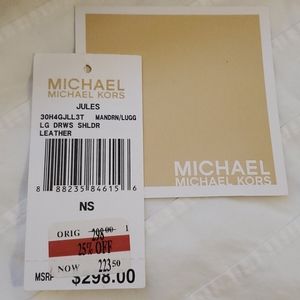 MICHAEL
MICHAEL KORS
JULES
30H4GJLL3T MANDRN/LUGG
LG DRWS SHLDR
LEATHER
8 88235 84615 6
NS
ORIG 298.00 1
25% OFF
NOW 223.50
MSRP $298.00
MICHAEL
MICHAEL KORS